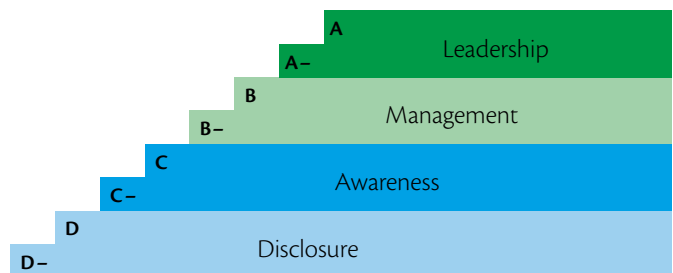 A
Leadership
A–
B
Management
B–
C
Awareness
C–
D
Disclosure
D–